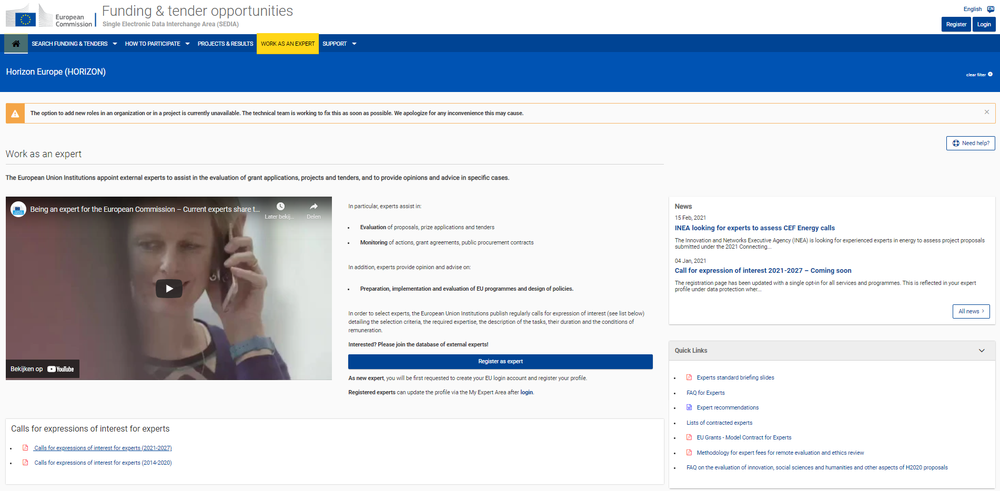 European
Commission
Funding & tender opportunities
Single Electronic Data Interchange Area (SEDIA)
English EN
Register Login
SEARCH FUNDING & TENDERS HOW TO PARTICIPATE PROJECTS & RESULTS WORK AS AN EXPERT SUPPORT
Horizon Europe (HORIZON)
clear filter
The option to add new roles in an organization or in a project is currently unavailable. The technical team is working to fix this as soon as possible. We apologize for any inconvenience this may cause.
Need help?
Work as an expert
The European Union Institutions appoint external experts to assist in the evaluation of grant applications, projects and tenders, and to provide opinions and advice in specific cases.
Being an expert for the European Commission – Current experts share t...
Later bekij...
Delen
Bekijken op YouTube
In particular, experts assist in:
Evaluation of proposals, prize applications and tenders
Monitoring of actions, grant agreements, public procurement contracts
In addition, experts provide opinion and advise on:
Preparation, implementation and evaluation of EU programmes and design of policies.
In order to select experts, the European Union Institutions publish regularly calls for expression of interest (see list below)
detailing the selection criteria, the required expertise, the description of the tasks, their duration and the conditions of
remuneration.
Interested? Please join the database of external experts!
Register as expert
As new expert, you will be first requested to create your EU login account and register your profile.
Registered experts can update the profile via the My Expert Area after login.
Calls for expressions of interest for experts
Calls for expressions of interest for experts (2021-2027)
Calls for expressions of interest for experts (2014-2020)
News
15 Feb, 2021
INEA looking for experts to assess CEF Energy calls
The Innovation and Networks Executive Agency (INEA) is looking for experienced experts in energy to assess project proposals
submitted under the 2021 Connecting...
04 Jan, 2021
Call for expression of interest 2021-2027 – Coming soon
The registration page has been updated with a single opt-in for all services and programmes. This is reflected in your expert
profile under data protection wher...
All news
Quick Links
Experts standard briefing slides
FAQ for Experts
Expert recommendations
Lists of contracted experts
EU Grants - Model Contract for Experts
Methodology for expert fees for remote evaluation and ethics review
FAQ on the evaluation of innovation, social sciences and humanities and other aspects of H2020 proposals